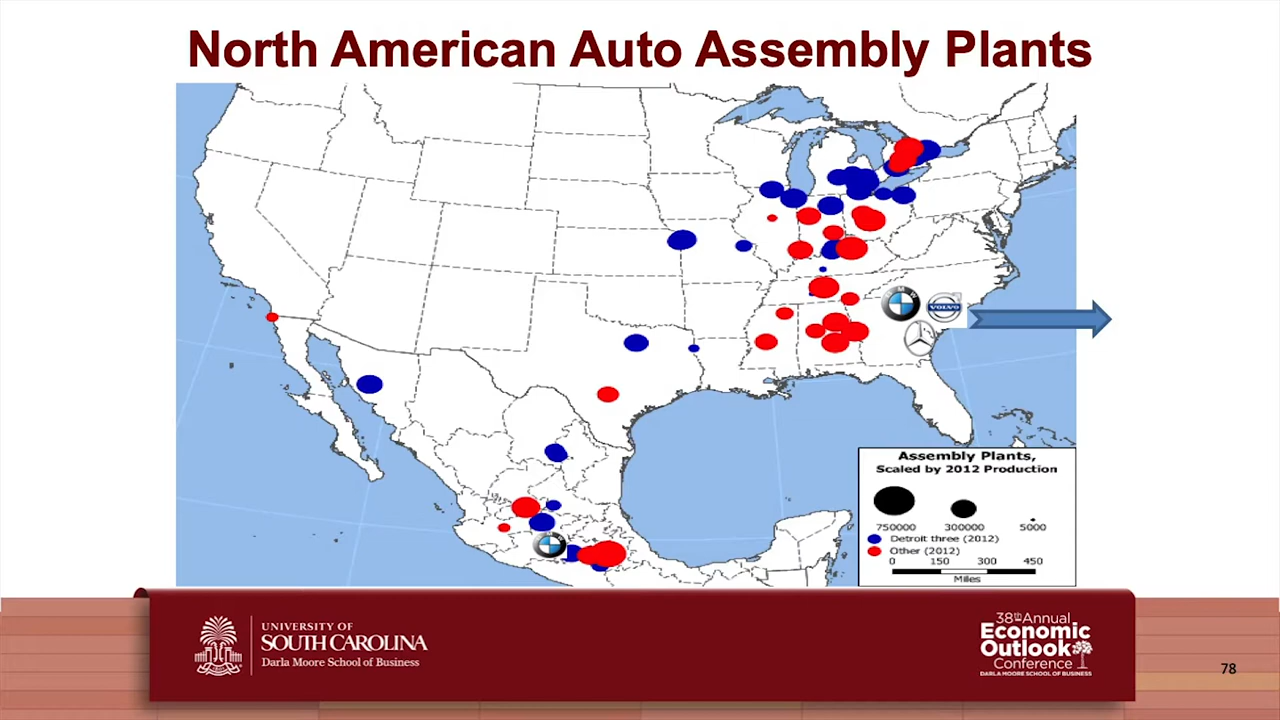 North American Auto Assembly Plants
BMW
VOLVO
Assembly Plants,
Scaled by 2012 Production
750000 300000 5000
Detroit three (2012)
Other (2012)
0 150 300 450
Miles
UNIVERSITY OF
SOUTH CAROLINA
Darla Moore School of Business
38th Annual
Economic
Outlook
Conference
DARLA MOORE SCHOOL OF BUSINESS
78